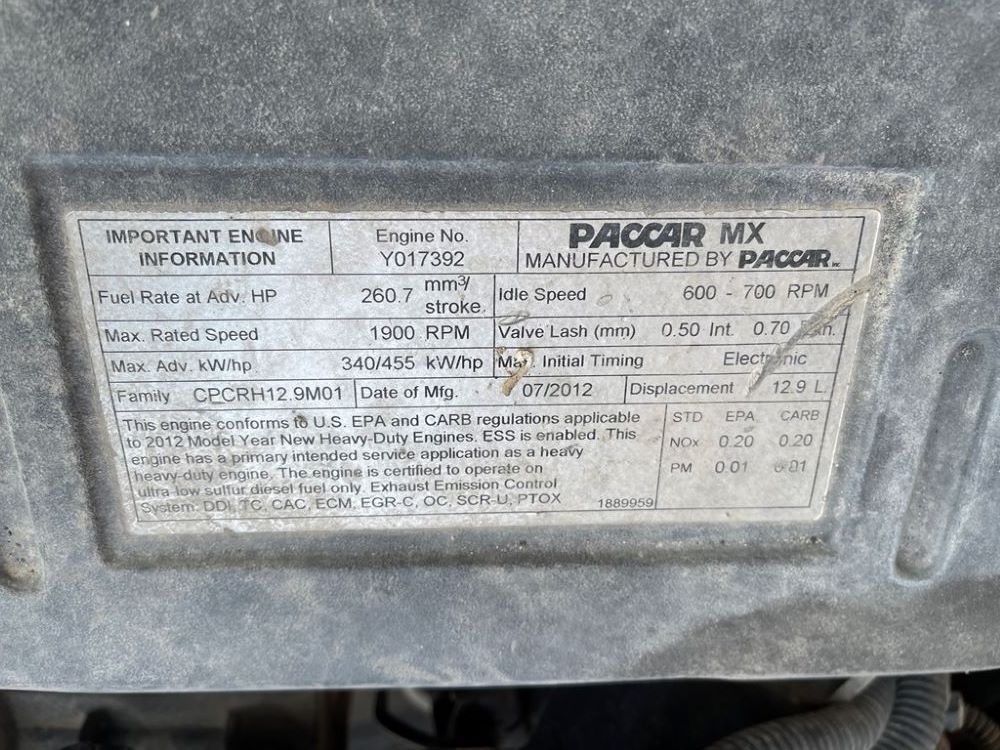 IMPORTANT ENGINE INFORMATION
Engine No. Y017392
PACCAR MX
MANUFACTURED BY PACCAR INC.
Fuel Rate at Adv. HP 260.7 mm3/ stroke
Idle Speed 600 - 700 RPM
Max. Rated Speed 1900 RPM
Valve Lash (mm) 0.50 Int. 0.70
Max. Adv. kW/hp 340/455 kW/hp
Initial Timing Electronic
Family CPCRH12.9M01
Date of Mfg. 07/2012
Displacement 12.9 L
This engine conforms to U.S. EPA and CARB regulations applicable
to 2012 Model Year New Heavy-Duty Engines. ESS is enabled. This
engine has a primary intended service application as a heavy
heavy-duty engine. The engine is certified to operate on
ultra low sulfur diesel fuel only. Exhaust Emission Control
System: DDI, TC, CAC, ECM, EGR-C, OC, SCR-U, PTOX
1889959
STD EPA CARB
NOx 0.20 0.20
PM 0.01 0.01